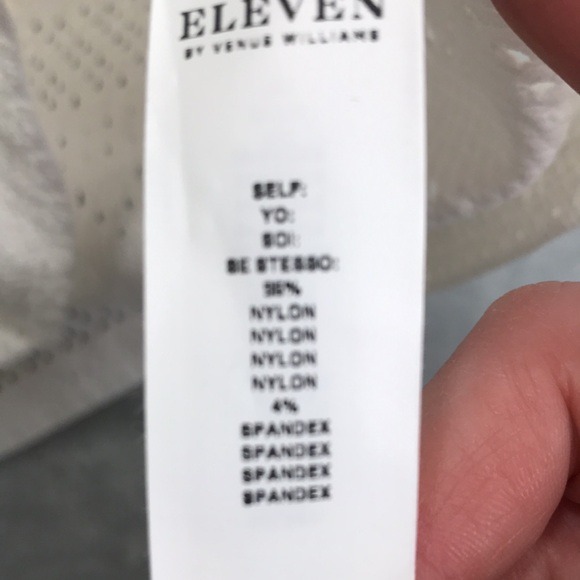 ELEVEN
BY VENUS WILLIAMS
SELF:
YO:
SOI:
SE STESSO:
96%
NYLON
NYLON
NYLON
NYLON
4%
SPANDEX
SPANDEX
SPANDEX
SPANDEX